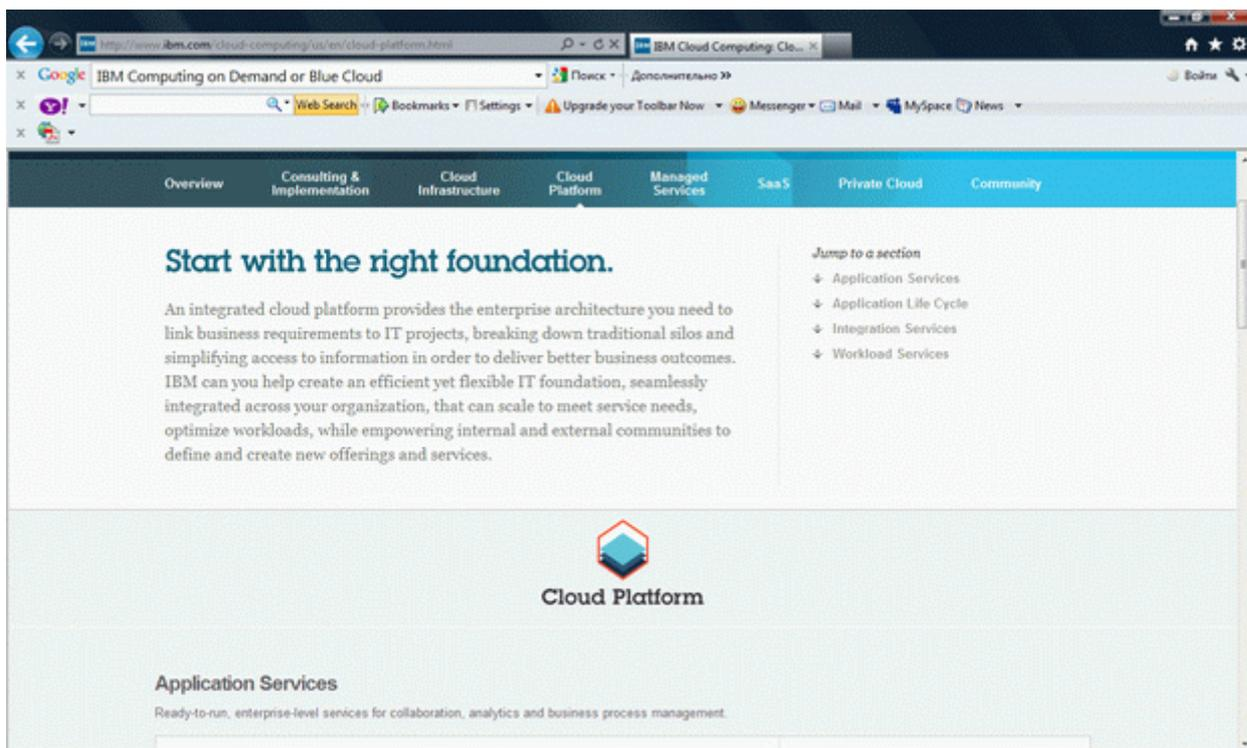 http://www.ibm.com/cloud-computing/us/en/cloud-platform.html
IBM Cloud Computing: Clo...
Google IBM Computing on Demand or Blue Cloud Поиск Дополнительно Войти
Y! Web Search Bookmarks Settings Upgrade your Toolbar Now Messenger Mail MySpace News
Overview
Consulting &
Implementation
Cloud
Infrastructure
Cloud
Platform
Managed
Services
SaaS
Private Cloud
Community
Start with the right foundation.
An integrated cloud platform provides the enterprise architecture you need to
link business requirements to IT projects, breaking down traditional silos and
simplifying access to information in order to deliver better business outcomes.
IBM can you help create an efficient yet flexible IT foundation, seamlessly
integrated across your organization, that can scale to meet service needs,
optimize workloads, while empowering internal and external communities to
define and create new offerings and services.
Jump to a section
Application Services
Application Life Cycle
Integration Services
Workload Services
Cloud Platform
Application Services
Ready-to-run, enterprise-level services for collaboration, analytics and business process management.